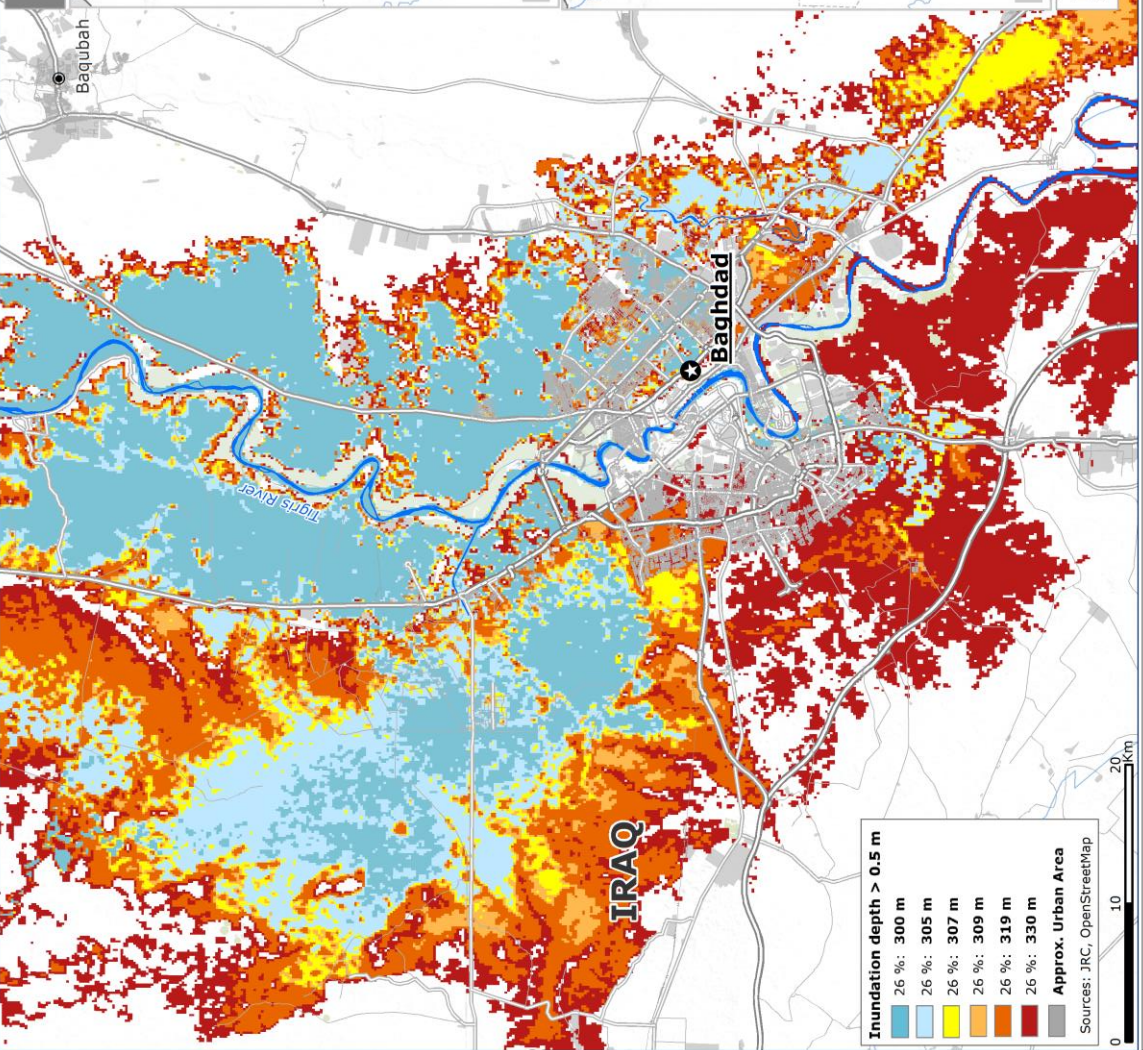 Baqubah
Tigris River
Baghdad
IRAQ
Inundation depth > 0.5 m
26 %: 300 m
26 %: 305 m
26 %: 307 m
26 %: 309 m
26 %: 319 m
26 %: 330 m
Approx. Urban Area
Sources: JRC, OpenStreetMap
0 10 20 Km